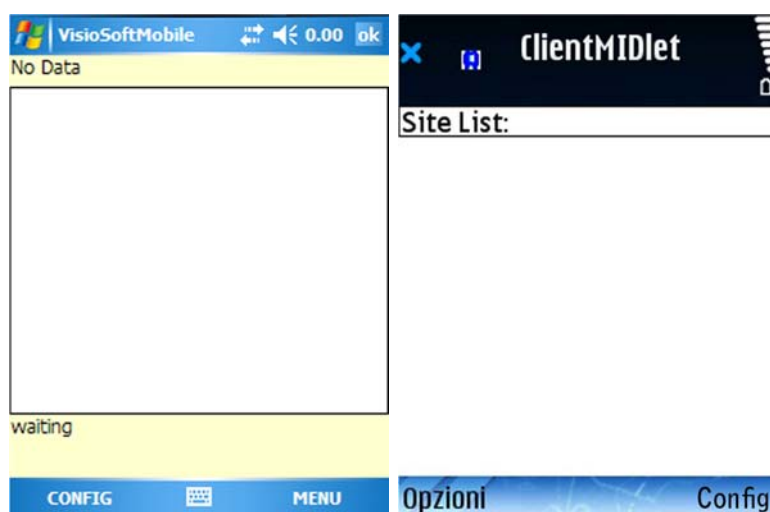 VisioSoftMobile 0.00 ok
No Data
waiting
CONFIG MENU
ClientMIDlet
Site List:
Opzioni Config